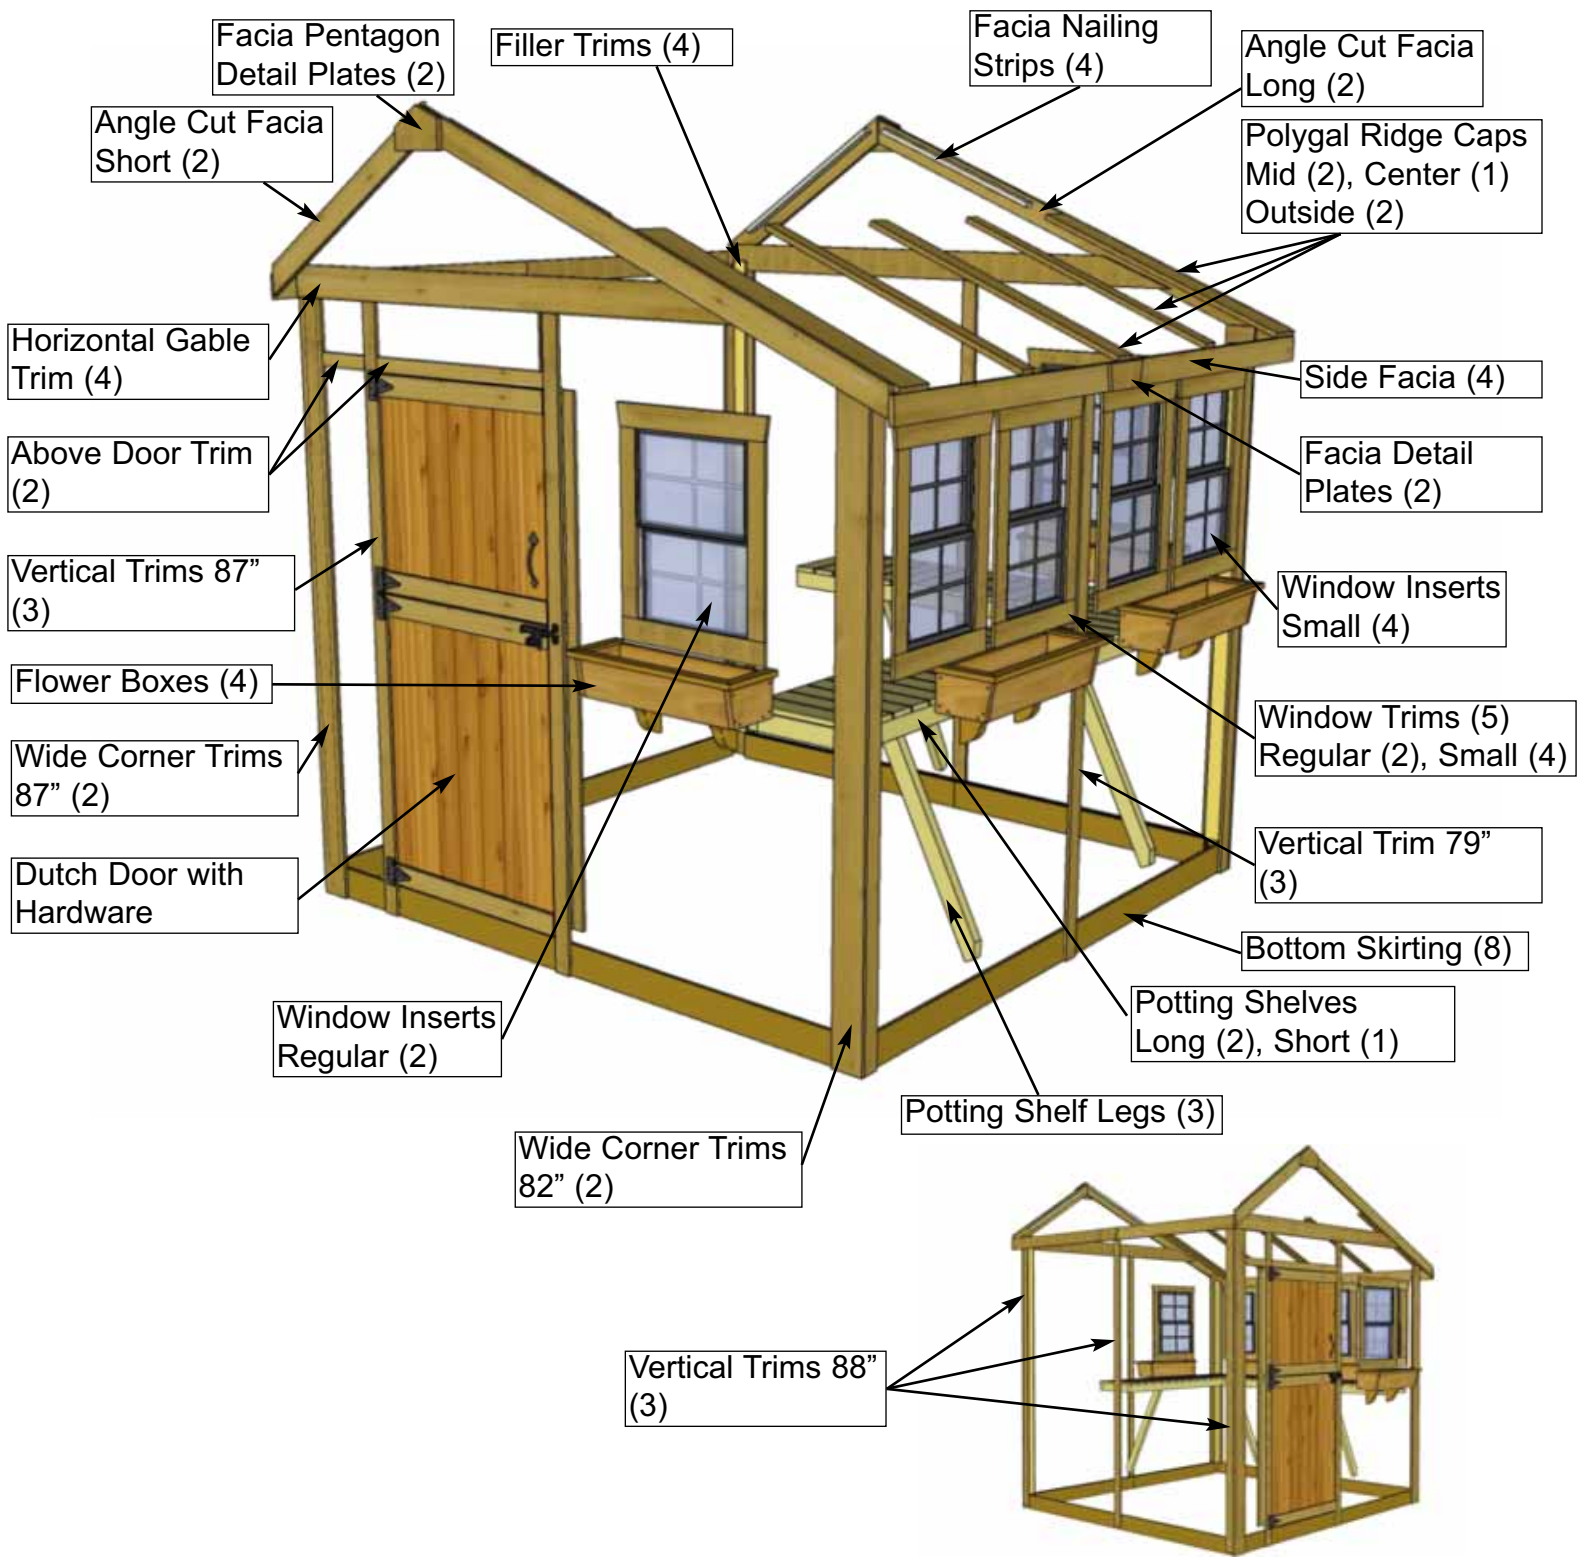 Facia Pentagon
Detail Plates (2)
Filler Trims (4)
Facia Nailing
Strips (4)
Angle Cut Facia
Long (2)
Angle Cut Facia
Short (2)
Polygal Ridge Caps
Mid (2), Center (1)
Outside (2)
Horizontal Gable
Trim (4)
Side Facia (4)
Above Door Trim
(2)
Facia Detail
Plates (2)
Vertical Trims 87”
(3)
Window Inserts
Small (4)
Flower Boxes (4)
Window Trims (5)
Regular (2), Small (4)
Wide Corner Trims
87” (2)
Vertical Trim 79”
(3)
Dutch Door with
Hardware
Bottom Skirting (8)
Window Inserts
Regular (2)
Potting Shelves
Long (2), Short (1)
Potting Shelf Legs (3)
Wide Corner Trims
82” (2)
Vertical Trims 88”
(3)